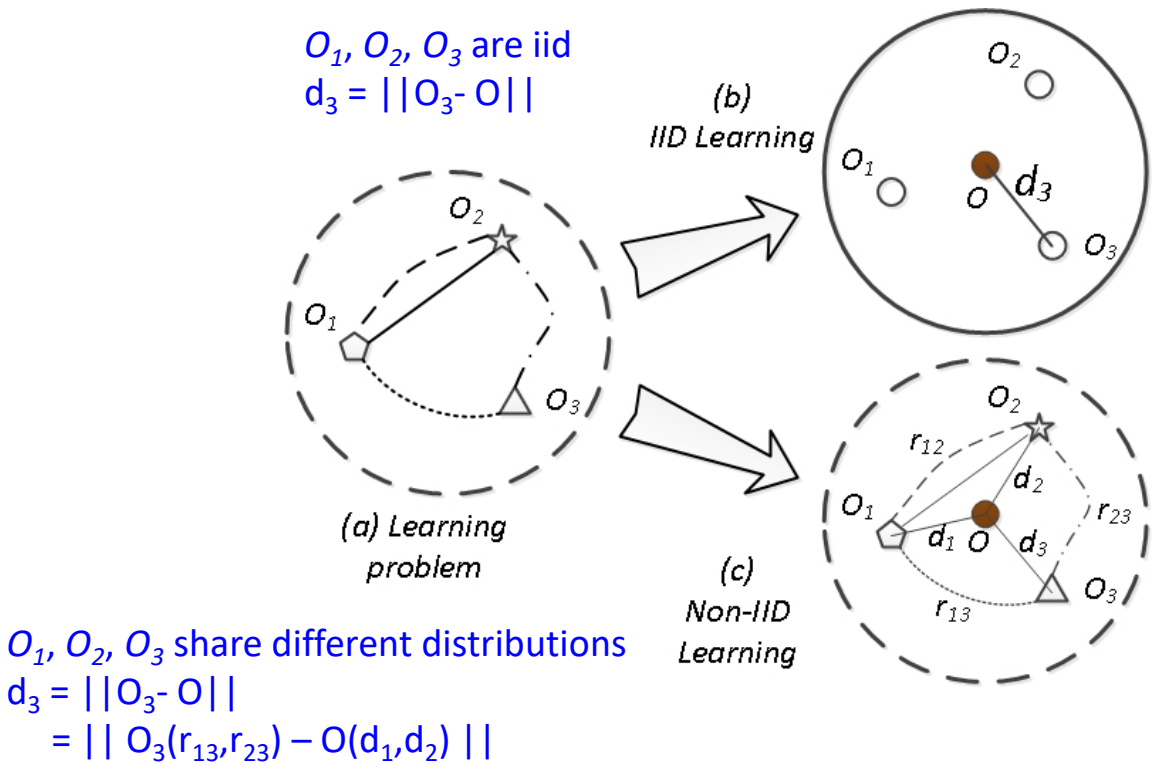 O₁, O₂, O₃ are iid
d₃ = ||O₃- O||
(b)
IID Learning
O₂
O₁
O
d₃
O₃
O₂
O₁
O₃
(a) Learning
problem
(c)
Non-IID
Learning
O₂
r₁₂
d₂
O₁
r₂₃
d₁
O
d₃
O₃
r₁₃
O₁, O₂, O₃ share different distributions
d₃ = ||O₃- O||
= || O₃(r₁₃,r₂₃) – O(d₁,d₂) ||